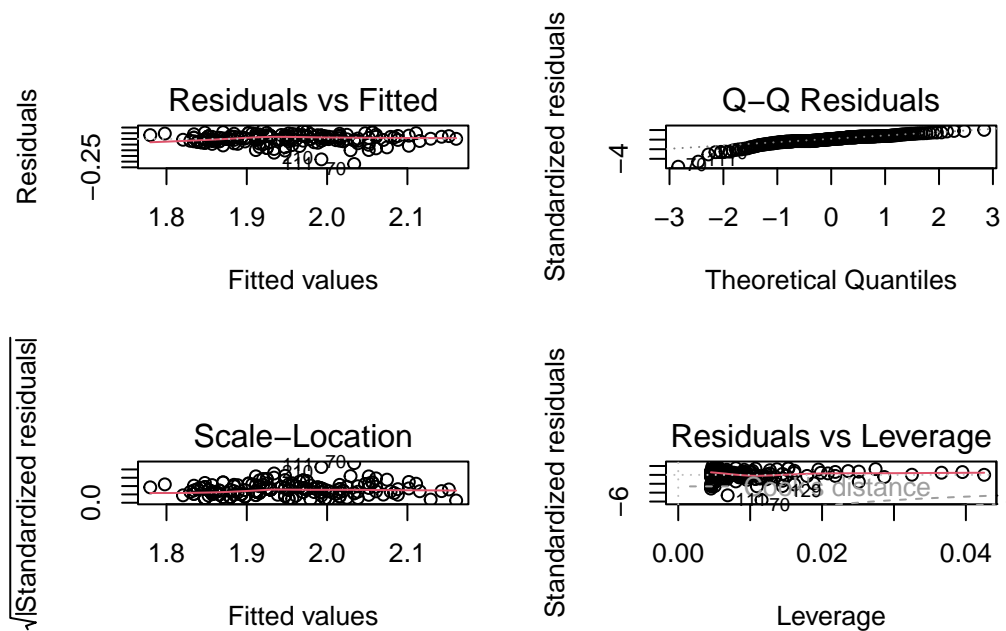 Residuals vs Fitted
Residuals
−0.25
210
111
70
1.8 1.9 2.0 2.1
Fitted values
Q−Q Residuals
Standardized residuals
−4
70
−3 −2 −1 0 1 2 3
Theoretical Quantiles
Scale−Location
√|Standardized residuals|
0.0
111
210
70
1.8 1.9 2.0 2.1
Fitted values
Residuals vs Leverage
Standardized residuals
−6
Cook's distance
129
70
0.00 0.02 0.04
Leverage